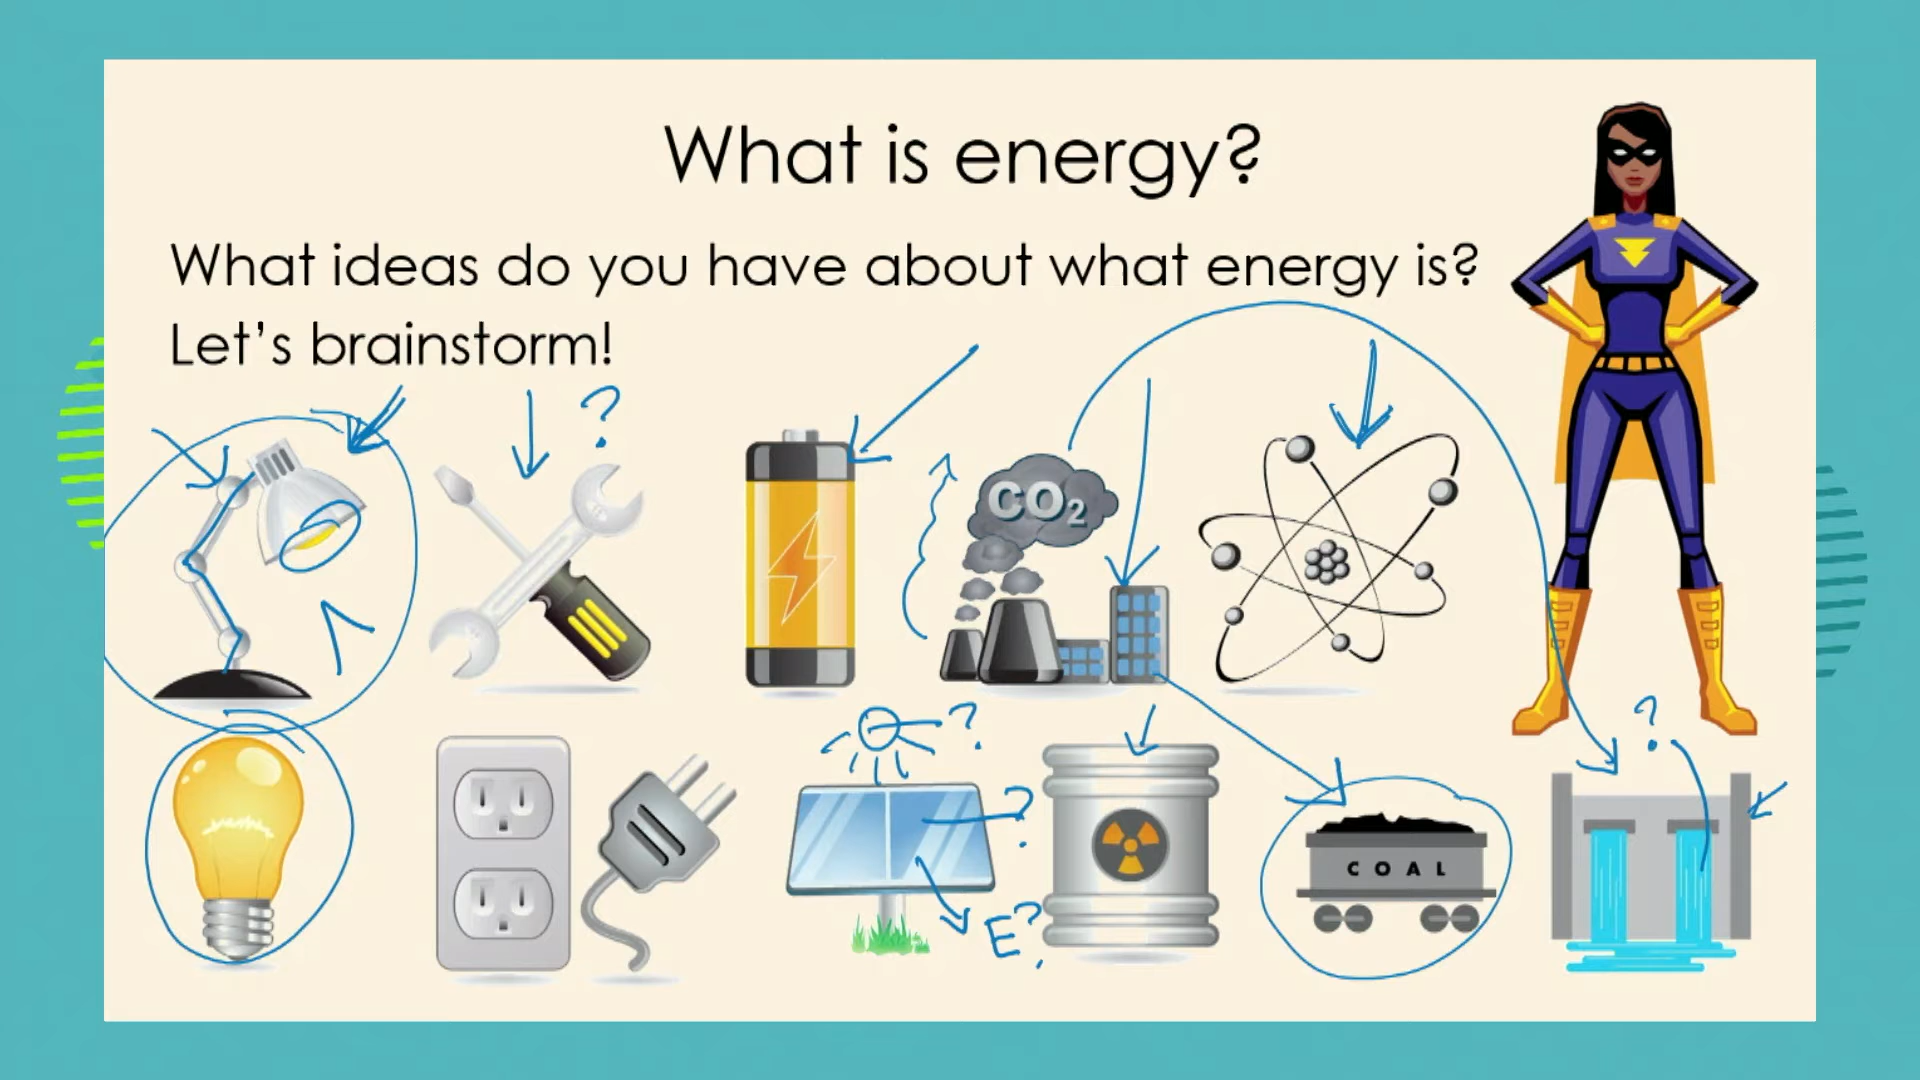 What is energy?
What ideas do you have about what energy is?
Let's brainstorm!
?
CO₂
?
?
?
COAL
E?